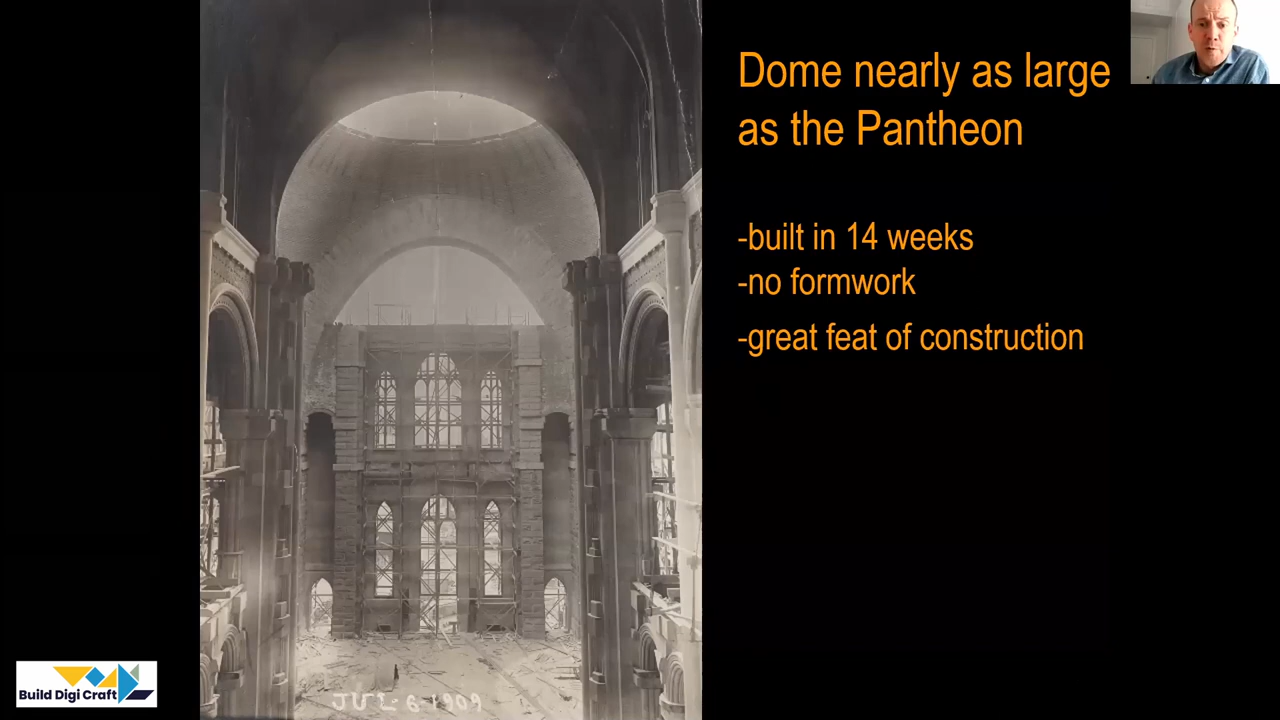 Dome nearly as large
as the Pantheon
-built in 14 weeks
-no formwork
-great feat of construction
JUL-6-1909
Build Digi Craft